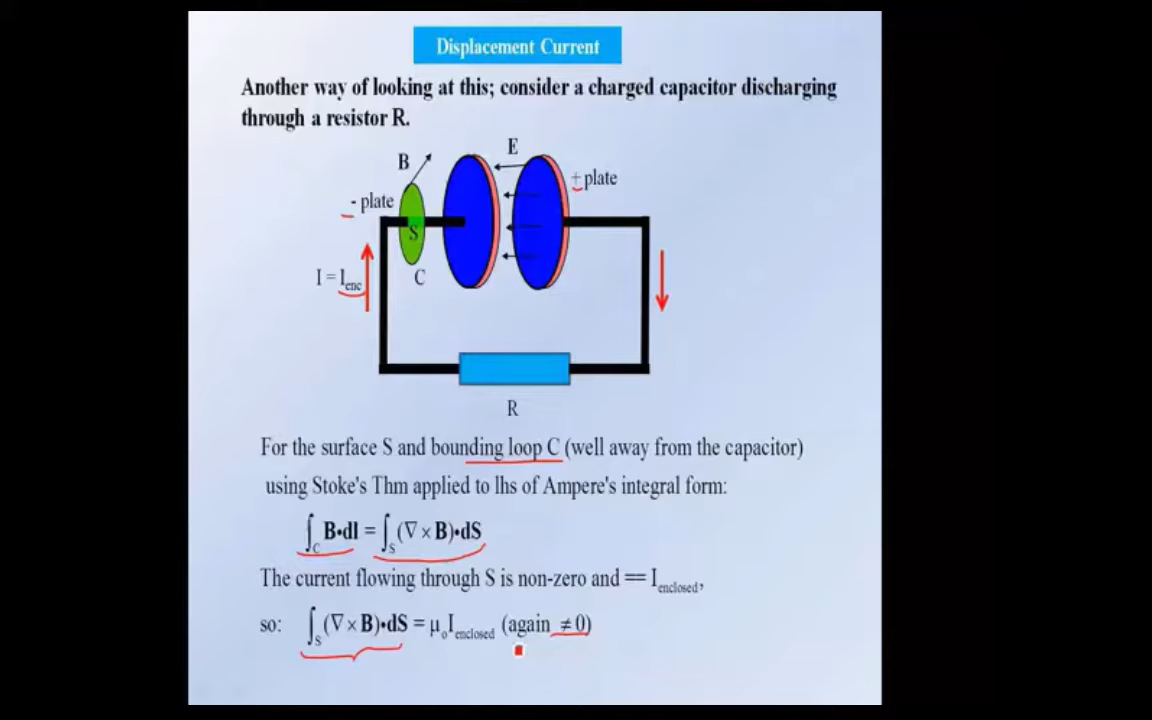 Displacement Current
Another way of looking at this; consider a charged capacitor discharging
through a resistor R.
B
E
+ plate
- plate
S
I = I_enc
C
R
For the surface S and bounding loop C (well away from the capacitor)
using Stoke's Thm applied to lhs of Ampere's integral form:
∫_C B•dl = ∫_S (∇ × B)•dS
The current flowing through S is non-zero and == I_enclosed,
so: ∫_S (∇ × B)•dS = μ_o I_enclosed (again ≠ 0)